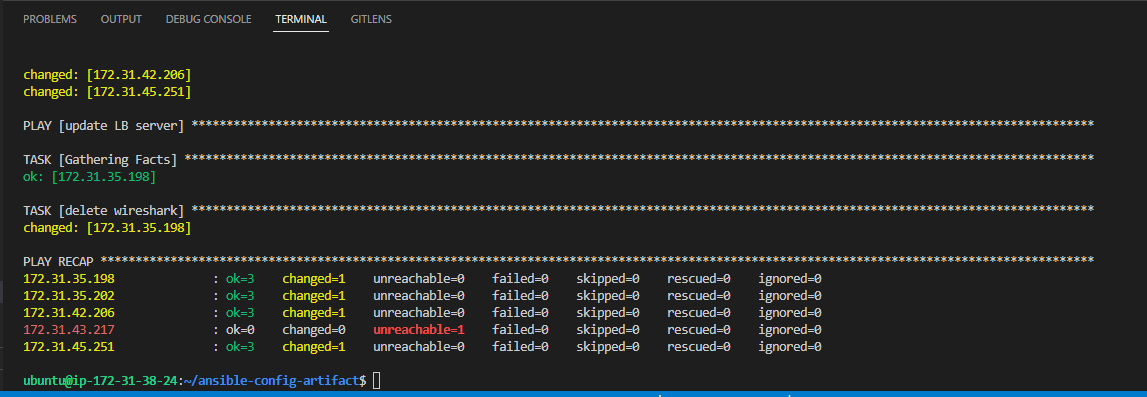 PROBLEMS OUTPUT DEBUG CONSOLE TERMINAL GITLENS
changed: [172.31.42.206]
changed: [172.31.45.251]
PLAY [update LB server] *********************************************************************************************************************************
TASK [Gathering Facts] **********************************************************************************************************************************
ok: [172.31.35.198]
TASK [delete wireshark] *********************************************************************************************************************************
changed: [172.31.35.198]
PLAY RECAP **********************************************************************************************************************************************
172.31.35.198 : ok=3 changed=1 unreachable=0 failed=0 skipped=0 rescued=0 ignored=0
172.31.35.202 : ok=3 changed=1 unreachable=0 failed=0 skipped=0 rescued=0 ignored=0
172.31.42.206 : ok=3 changed=1 unreachable=0 failed=0 skipped=0 rescued=0 ignored=0
172.31.43.217 : ok=0 changed=0 unreachable=1 failed=0 skipped=0 rescued=0 ignored=0
172.31.45.251 : ok=3 changed=1 unreachable=0 failed=0 skipped=0 rescued=0 ignored=0
ubuntu@ip-172-31-38-24:~/ansible-config-artifact$